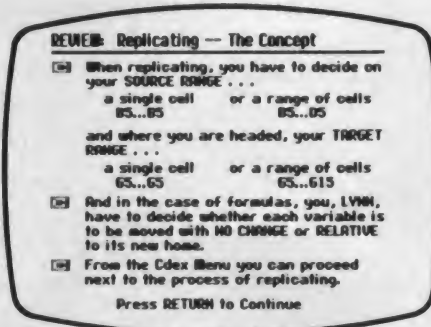 REVIEW: Replicating — The Concept
When replicating, you have to decide on
your SOURCE RANGE . . .
a single cell or a range of cells
B5...B5 B5...D5
and where you are headed, your TARGET
RANGE . . .
a single cell or a range of cells
G5...G5 G5...G15
And in the case of formulas, you, LYNN,
have to decide whether each variable is
to be moved with NO CHANGE or RELATIVE
to its new home.
From the Cdex Menu you can proceed
next to the process of replicating.
Press RETURN to Continue